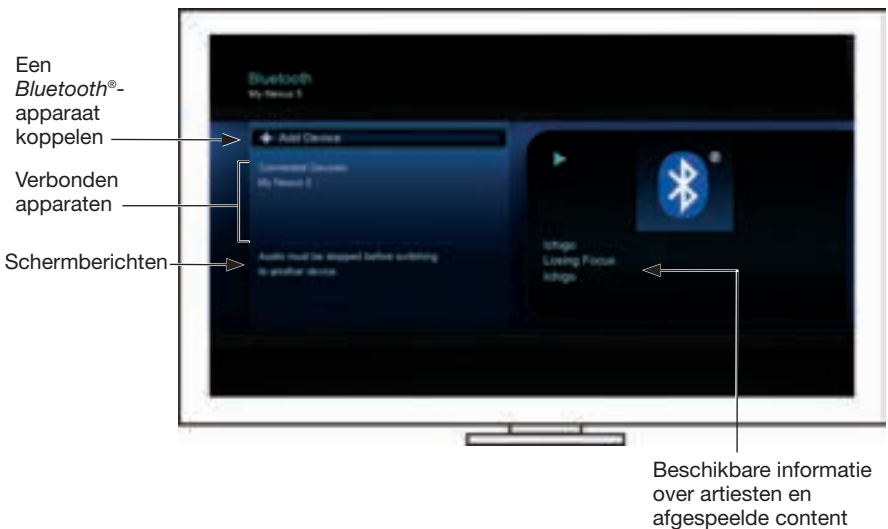 Een
Bluetooth®-
apparaat
koppelen
Verbonden
apparaten
Schermberichten
Bluetooth
My Nexus 5
Add Device
Connected Devices
My Nexus 5
Audio must be stopped before switching
to another device.
®
Ichigo
Losing Focus
Ichigo
Beschikbare informatie
over artiesten en
afgespeelde content